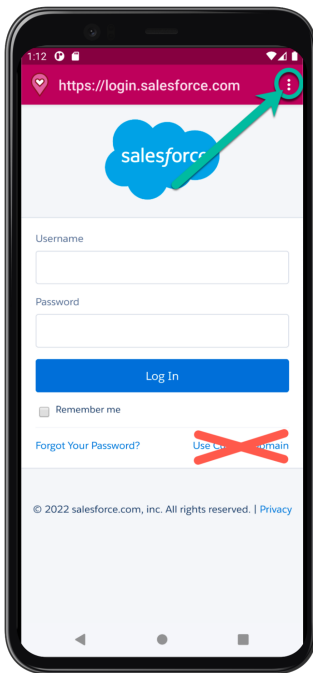 1:12
https://login.salesforce.com
salesforce
Username
Password
Log In
Remember me
Forgot Your Password? Use
© 2022 salesforce.com, inc. All rights reserved. | Privacy